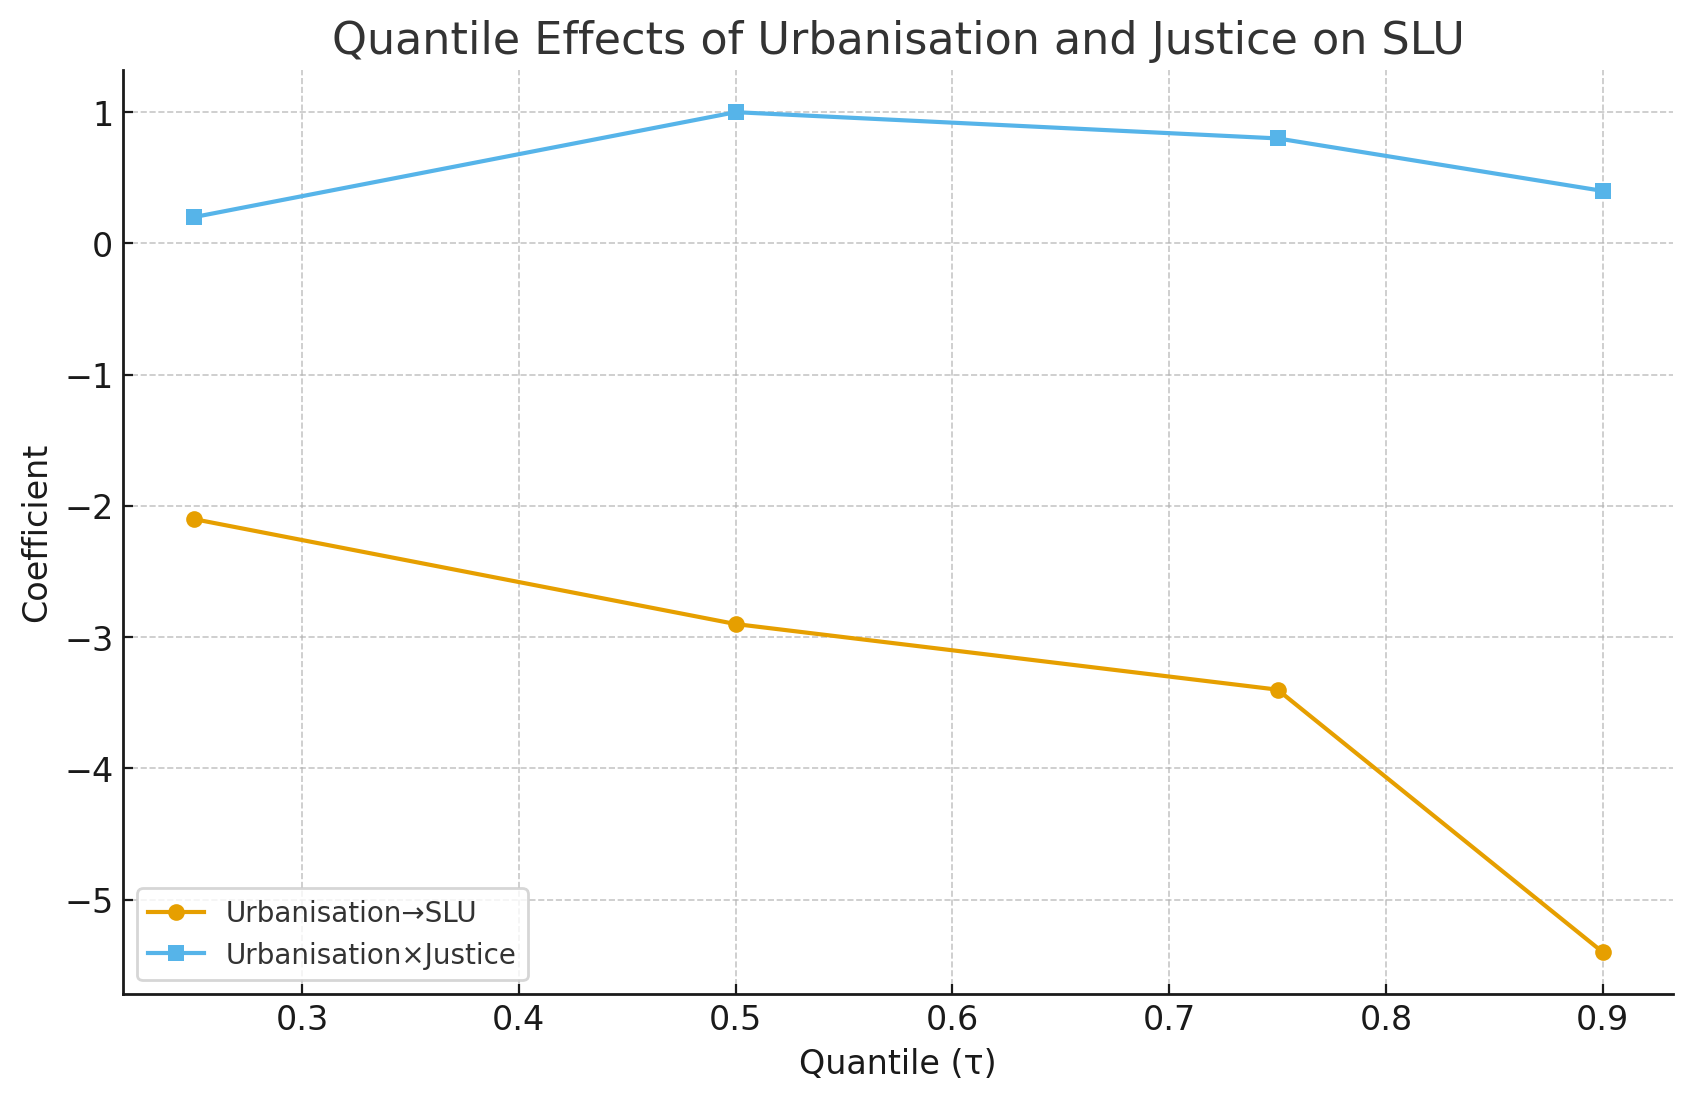 Quantile Effects of Urbanisation and Justice on SLU
1
0
−1
−2
−3
−4
−5
Coefficient
Urbanisation→SLU
Urbanisation×Justice
0.3 0.4 0.5 0.6 0.7 0.8 0.9
Quantile (τ)